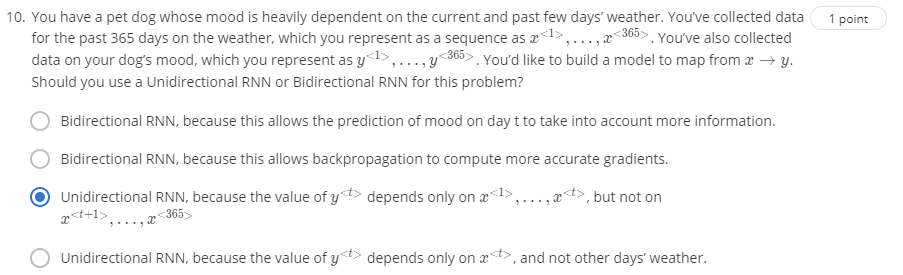 10. You have a pet dog whose mood is heavily dependent on the current and past few days' weather. You've collected data 1 point
for the past 365 days on the weather, which you represent as a sequence as x<1>, . . . , x<365>. You've also collected
data on your dog's mood, which you represent as y<1>, . . . , y<365>. You'd like to build a model to map from x → y.
Should you use a Unidirectional RNN or Bidirectional RNN for this problem?
Bidirectional RNN, because this allows the prediction of mood on day t to take into account more information.
Bidirectional RNN, because this allows backpropagation to compute more accurate gradients.
Unidirectional RNN, because the value of y<t> depends only on x<1>, . . . , x<t>, but not on
x<t+1>, . . . , x<365>
Unidirectional RNN, because the value of y<t> depends only on x<t>, and not other days' weather.